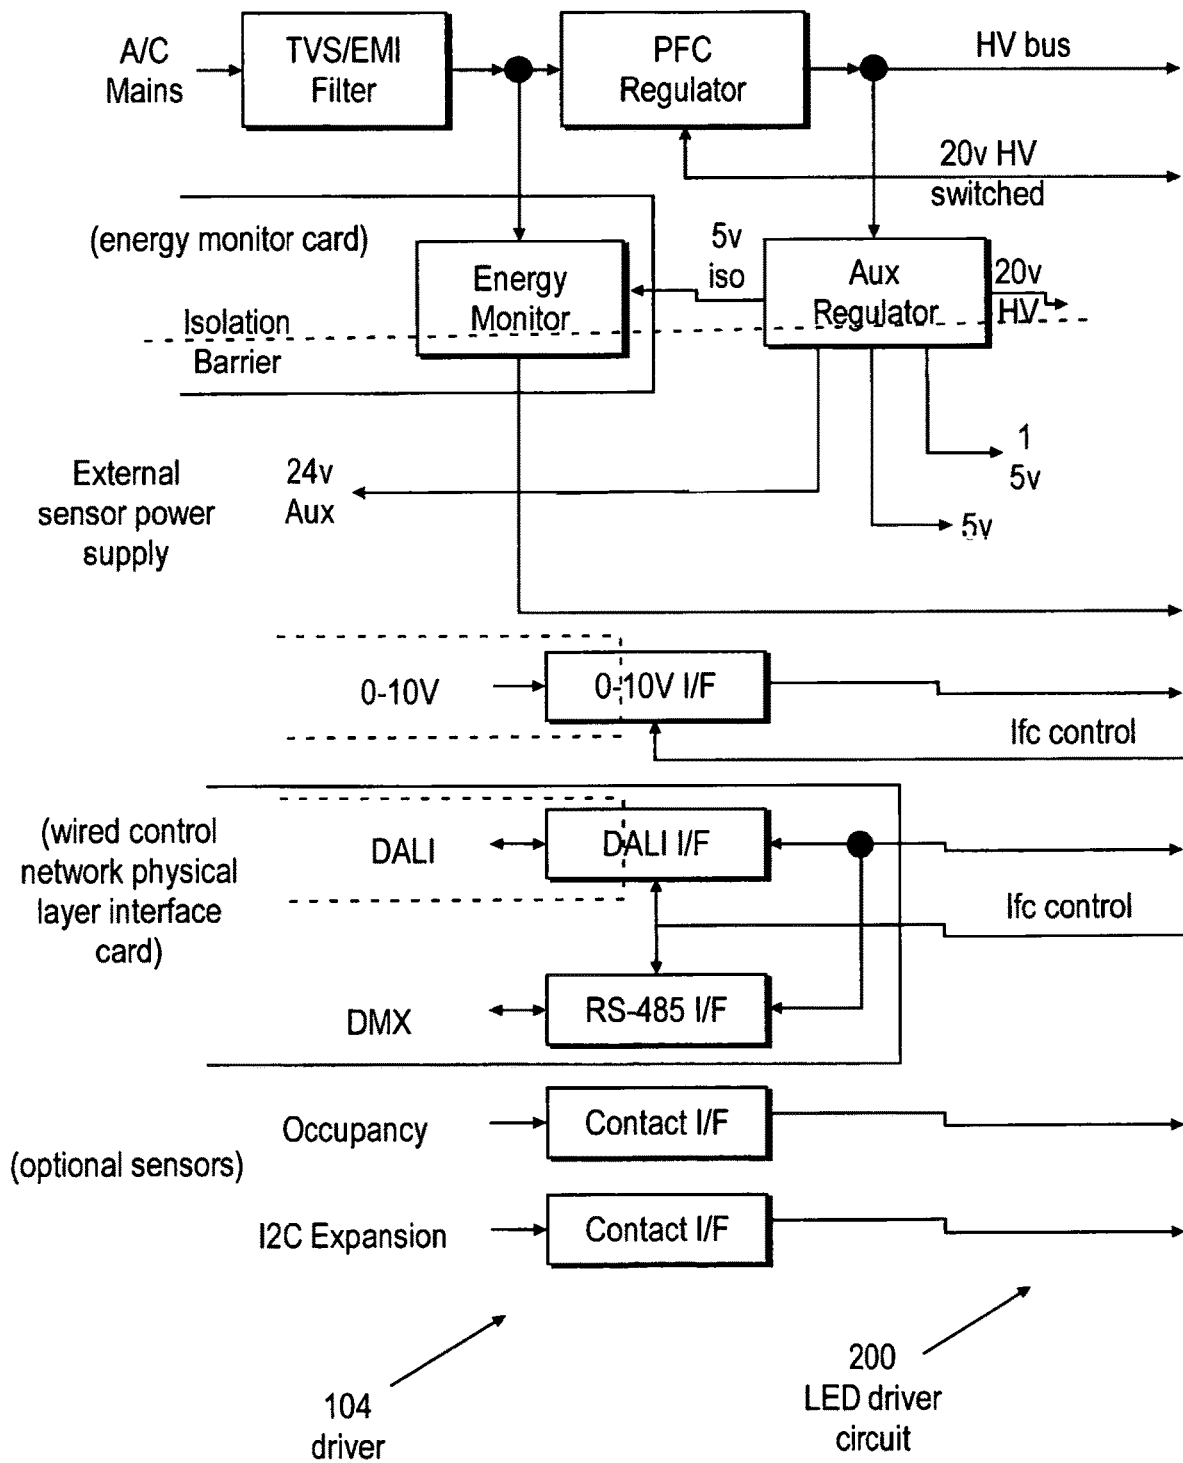 A/C
Mains
TVS/EMI
Filter
PFC
Regulator
HV bus
20v HV
switched
(energy monitor card)
Energy
Monitor
5v
iso
Aux
Regulator
20v
HV
Isolation
Barrier
External
sensor power
supply
24v
Aux
1
5v
5v
0-10V
0-10V I/F
Ifc control
(wired control
network physical
layer interface
card)
DALI
DALI I/F
Ifc control
DMX
RS-485 I/F
Occupancy
Contact I/F
(optional sensors)
I2C Expansion
Contact I/F
104
driver
200
LED driver
circuit